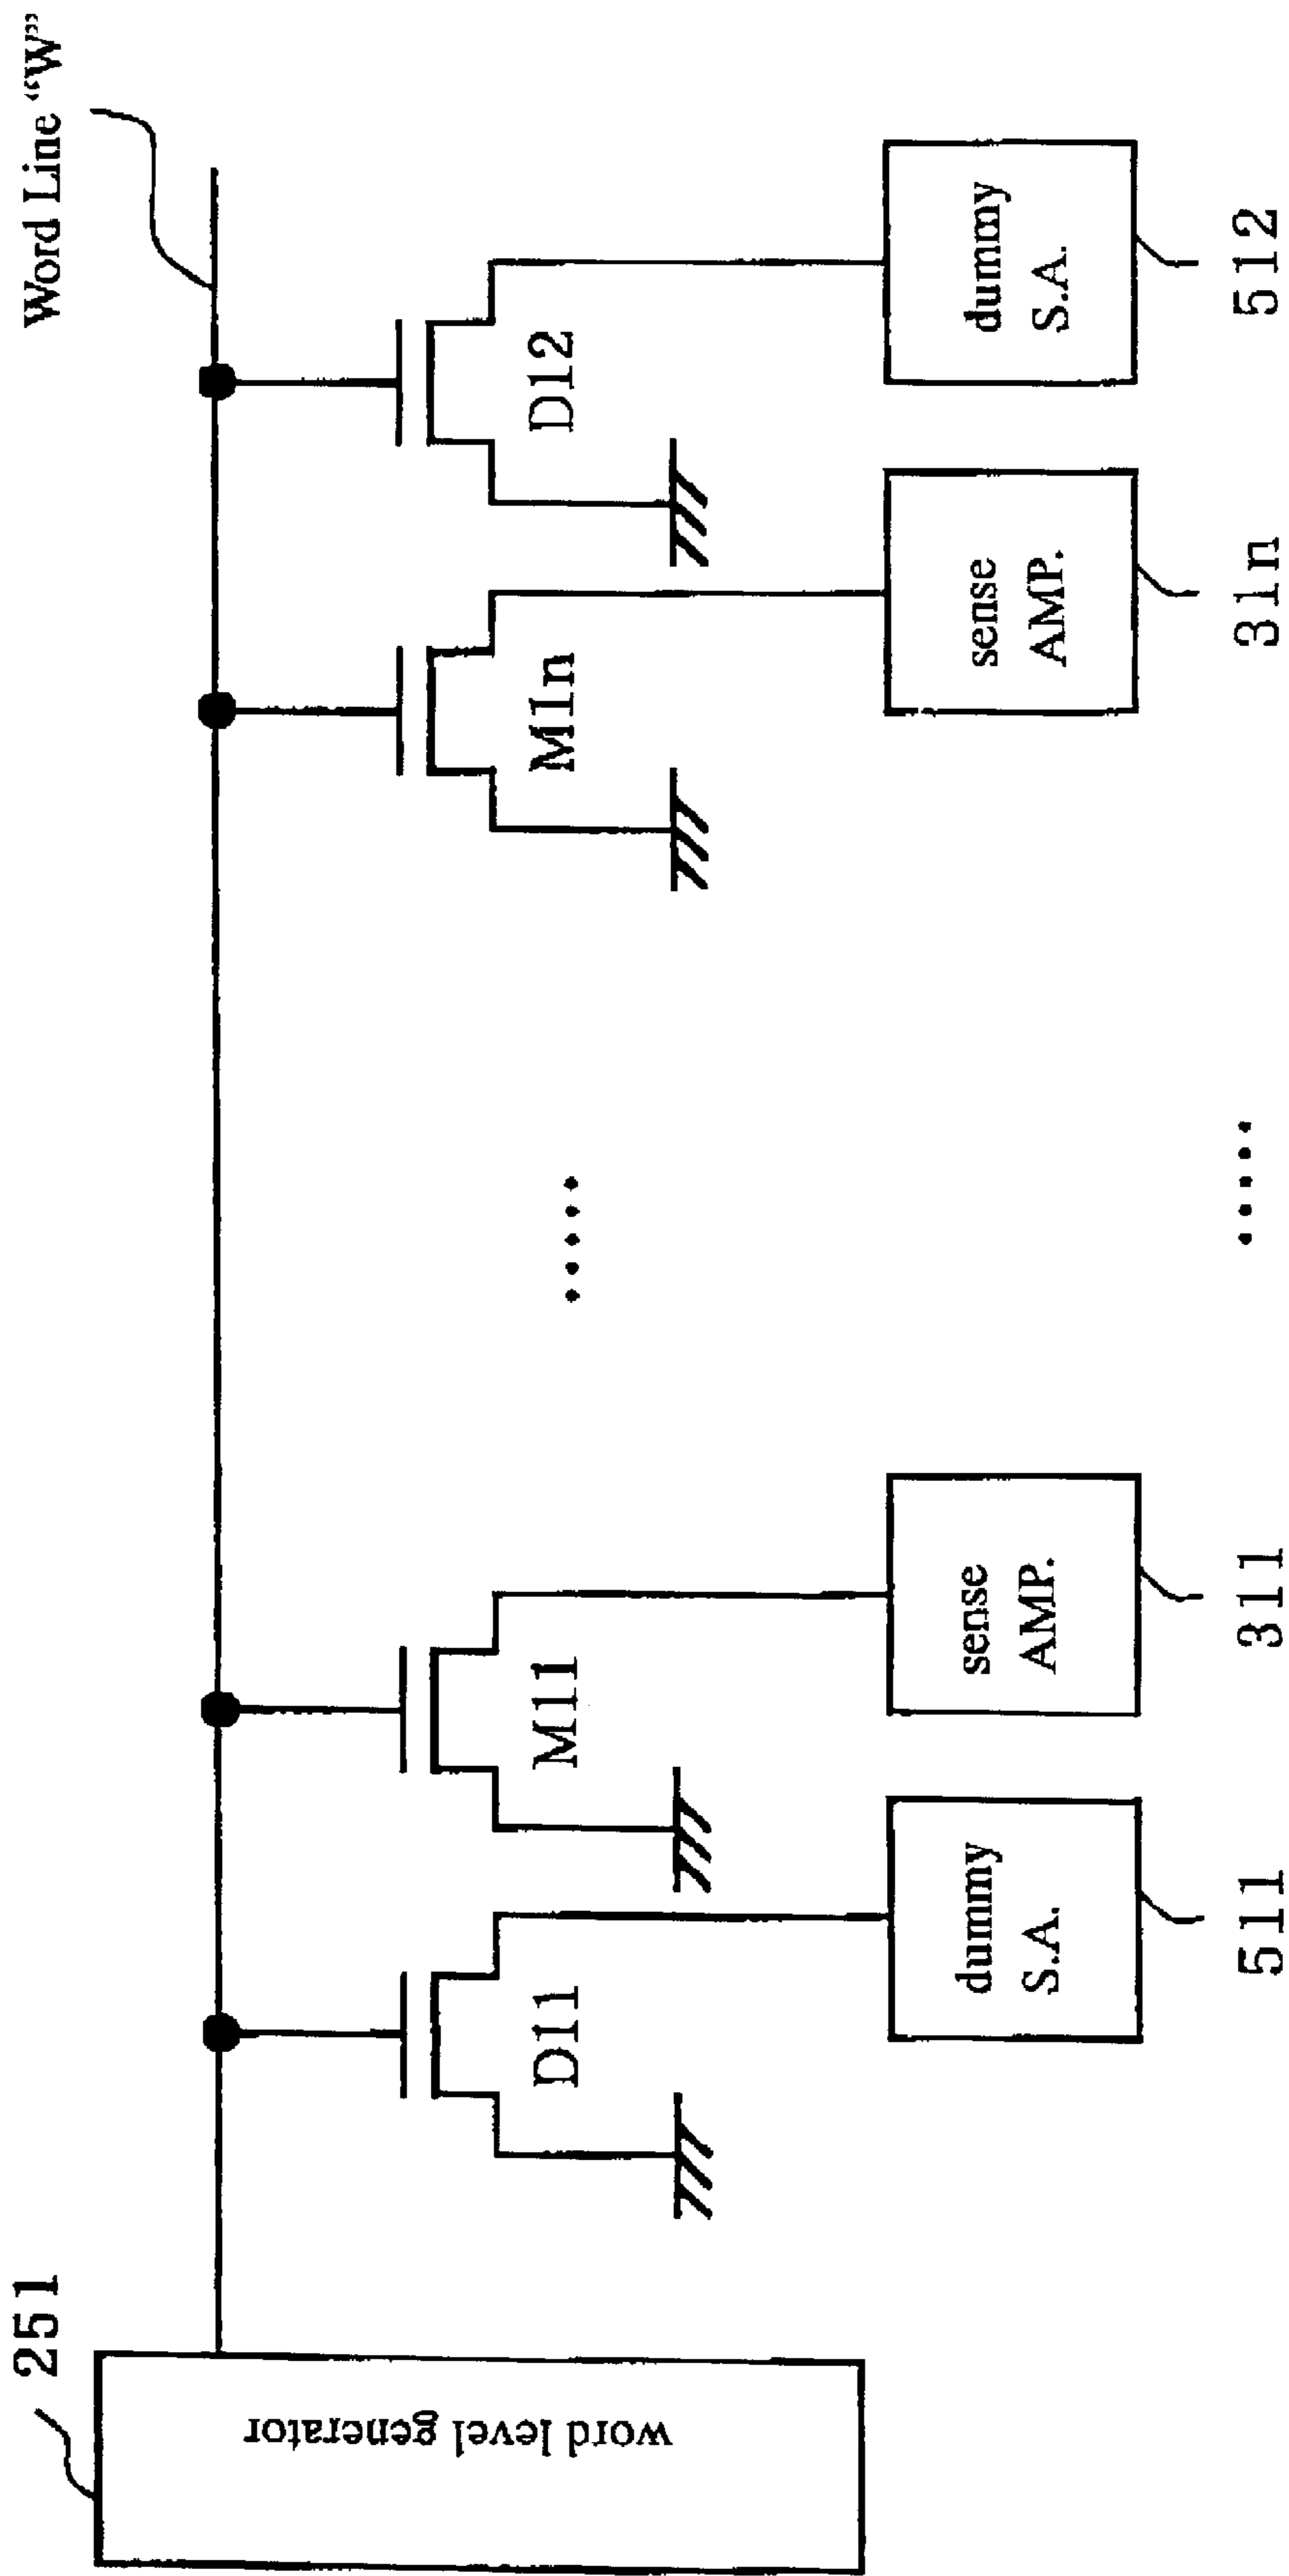 251
Word Line “W”
word level generator
D11
M11
.....
M1n
D12
dummy
S.A.
sense
AMP.
sense
AMP.
dummy
S.A.
511
311
.....
31n
512